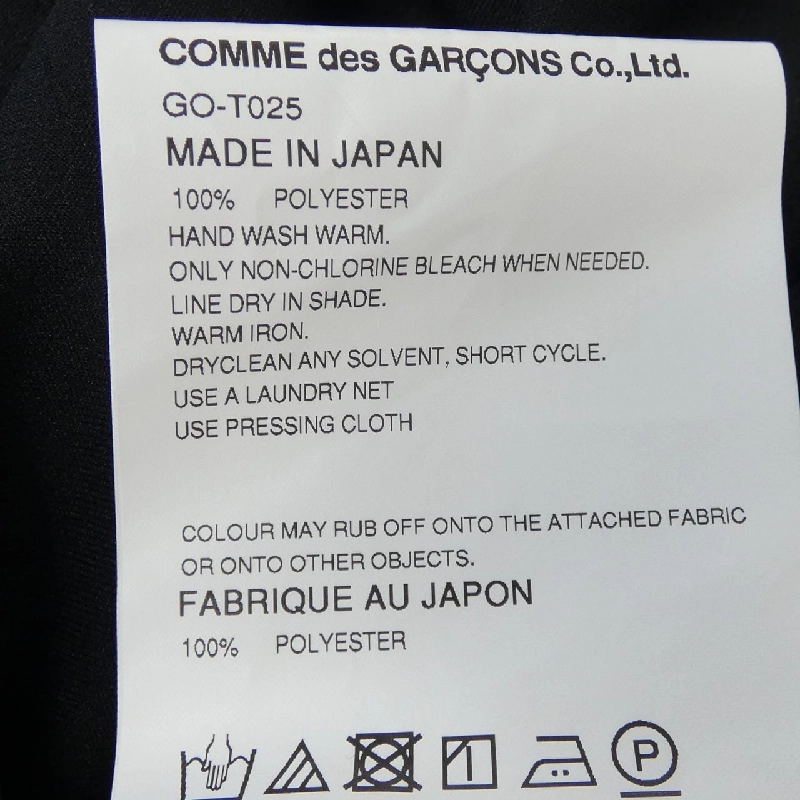 COMME des GARÇONS Co.,Ltd.
GO-T025
MADE IN JAPAN
100% POLYESTER
HAND WASH WARM.
ONLY NON-CHLORINE BLEACH WHEN NEEDED.
LINE DRY IN SHADE.
WARM IRON.
DRYCLEAN ANY SOLVENT, SHORT CYCLE.
USE A LAUNDRY NET
USE PRESSING CLOTH
COLOUR MAY RUB OFF ONTO THE ATTACHED FABRIC
OR ONTO OTHER OBJECTS.
FABRIQUE AU JAPON
100% POLYESTER
P